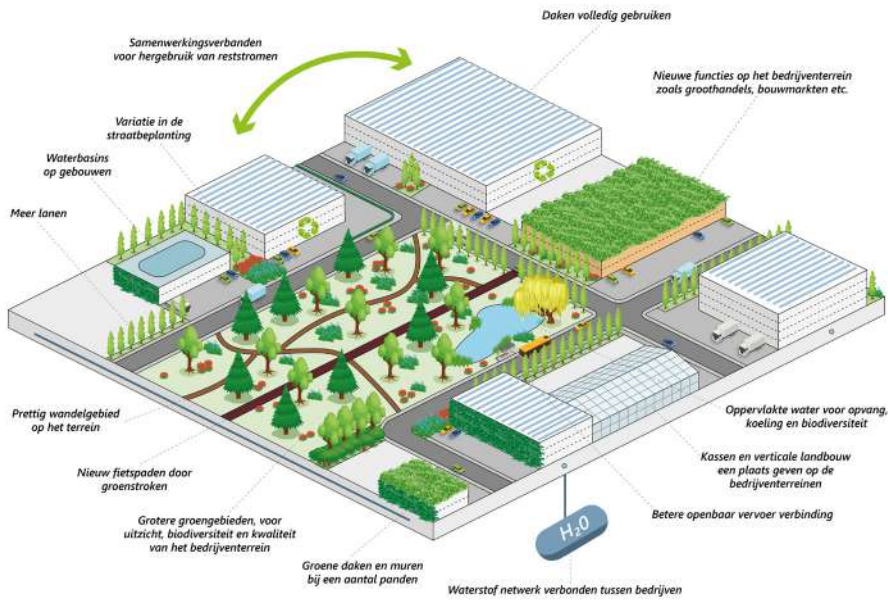 Daken volledig gebruiken
Samenwerkingsverbanden
voor hergebruik van reststromen
Nieuwe functies op het bedrijventerrein
zoals groothandels, bouwmarkten etc.
Variatie in de
straatbeplanting
Waterbasins
op gebouwen
Meer lanen
Prettig wandelgebied
op het terrein
Oppervlakte water voor opvang,
koeling en biodiversiteit
Nieuw fietspaden door
groenstroken
Kassen en verticale landbouw
een plaats geven op de
bedrijventerreinen
Grotere groengebieden, voor
uitzicht, biodiversiteit en kwaliteit
van het bedrijventerrein
Betere openbaar vervoer verbinding
H₂0
Groene daken en muren
bij een aantal panden
Waterstof netwerk verbonden tussen bedrijven